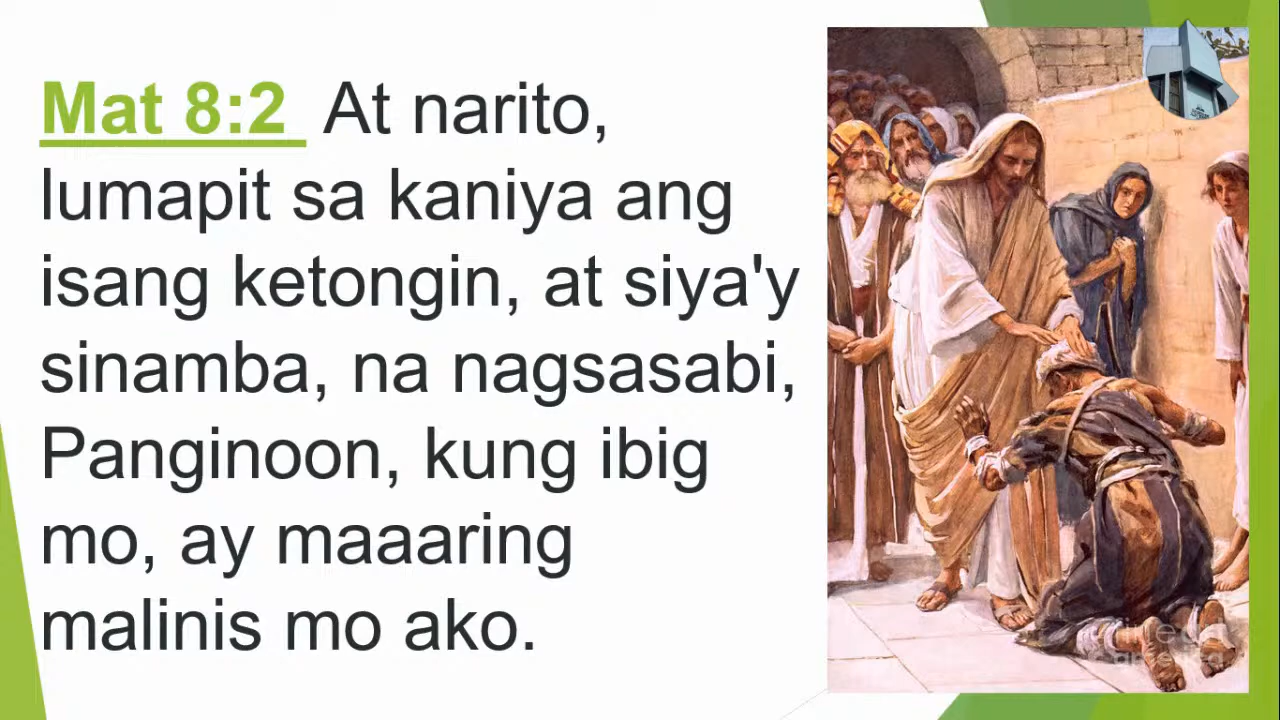 Mat 8:2 At narito,
lumapit sa kaniya ang
isang ketongin, at siya'y
sinamba, na nagsasabi,
Panginoon, kung ibig
mo, ay maaaring
malinis mo ako.